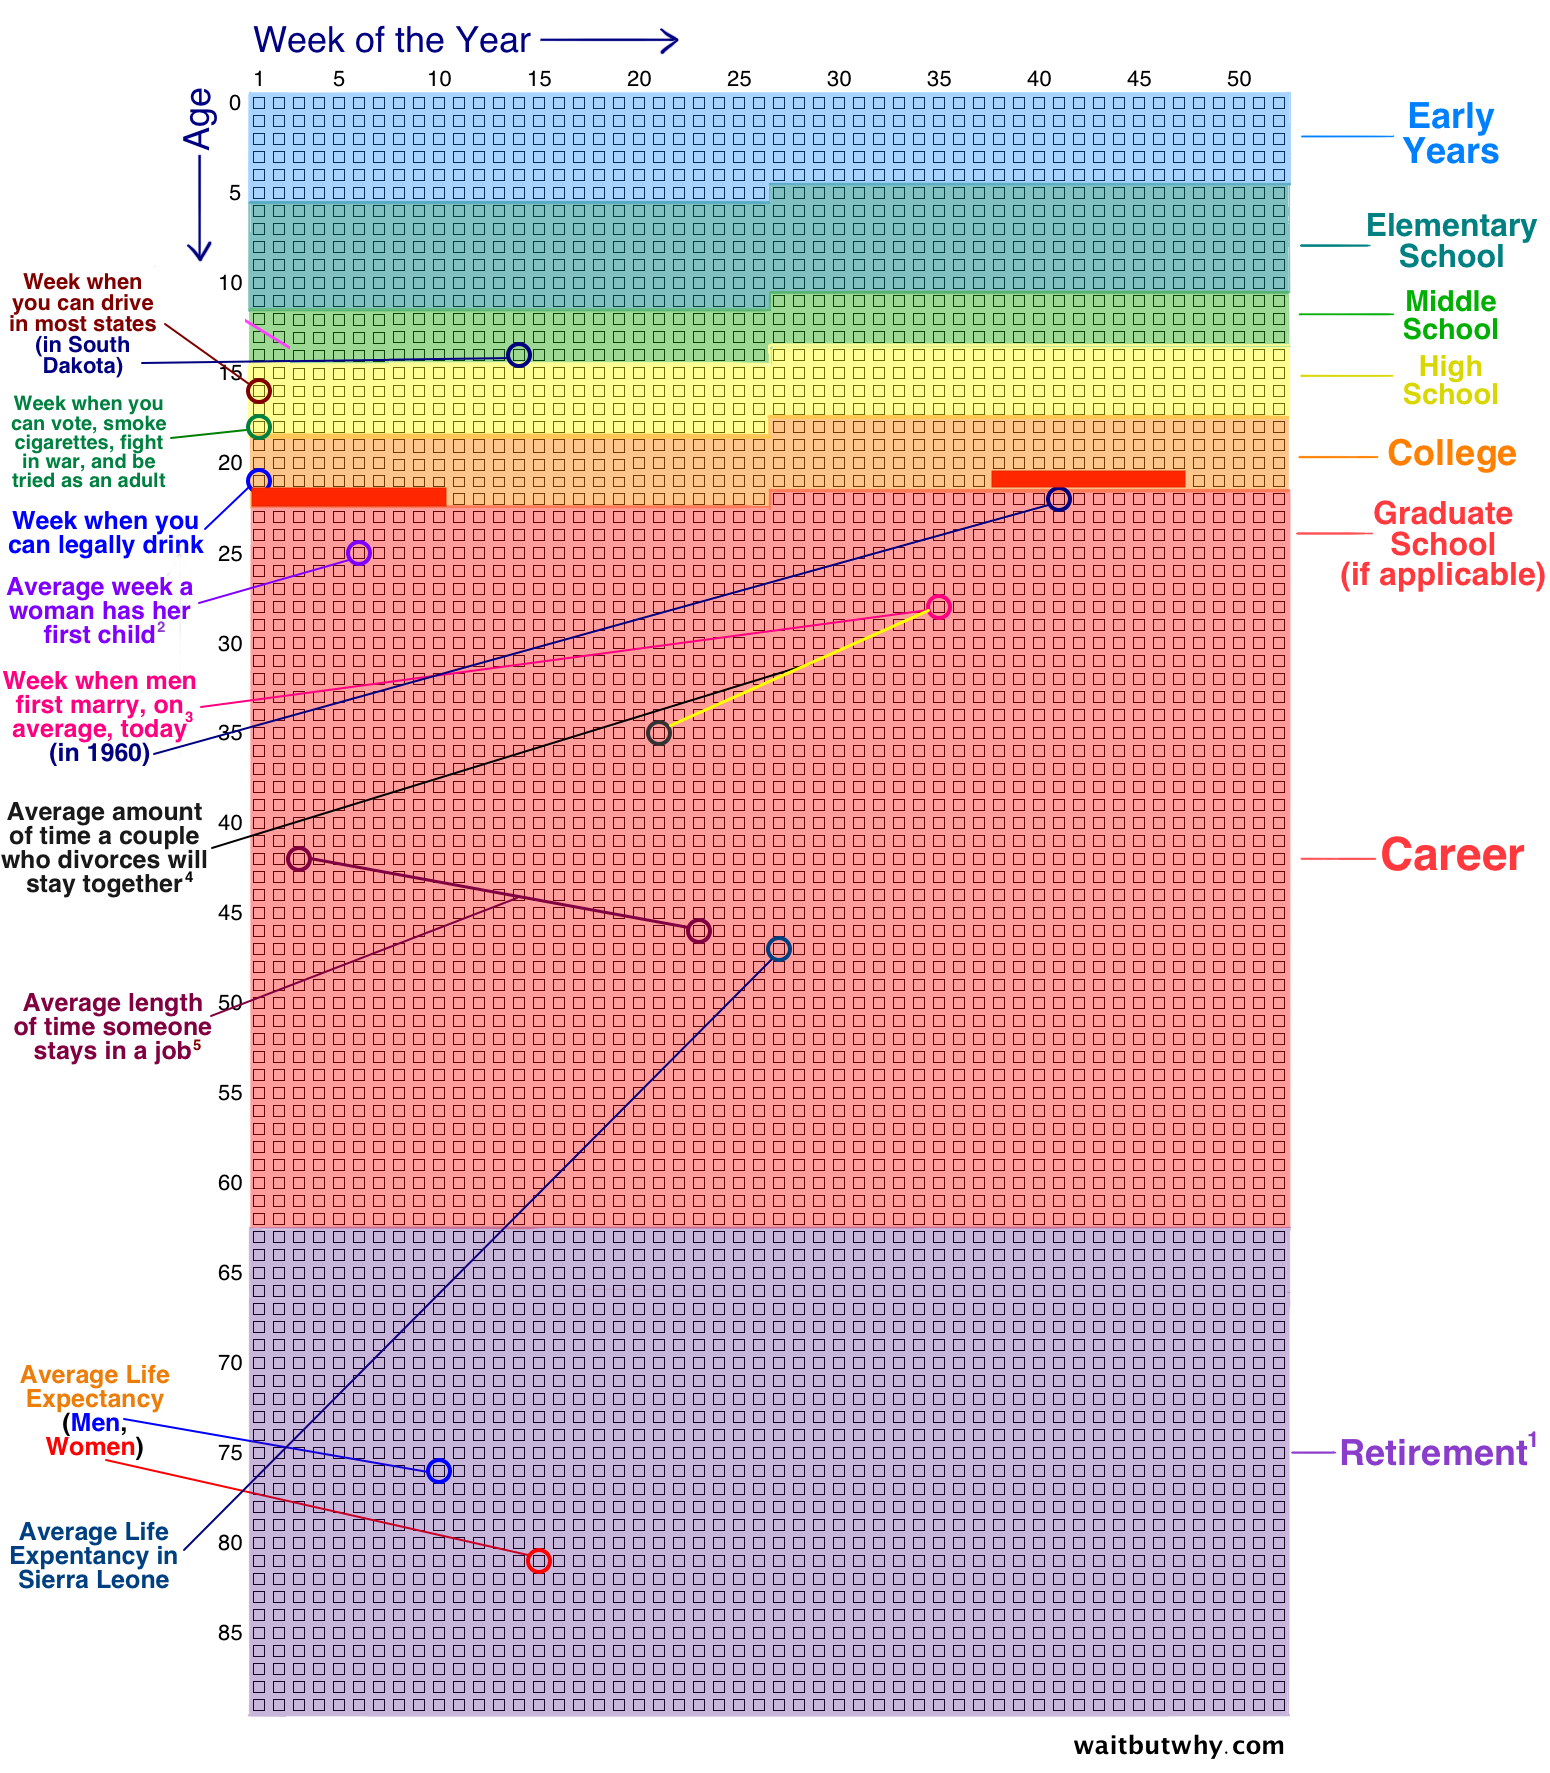 Week of the Year
1 5 10 15 20 25 30 35 40 45 50
Age
0
5
10
15
20
25
30
35
40
45
50
55
60
65
70
75
80
85
Week when
you can drive
in most states
(in South
Dakota)
Week when you
can vote, smoke
cigarettes, fight
in war, and be
tried as an adult
Week when you
can legally drink
Average week a
woman has her
first child2
Week when men
first marry, on
average, today3
(in 1960)
Average amount
of time a couple
who divorces will
stay together4
Average length
of time someone
stays in a job5
Average Life
Expectancy
(Men,
Women)
Average Life
Expentancy in
Sierra Leone
Early
Years
Elementary
School
Middle
School
High
School
College
Graduate
School
(if applicable)
Career
Retirement1
waitbutwhy.com